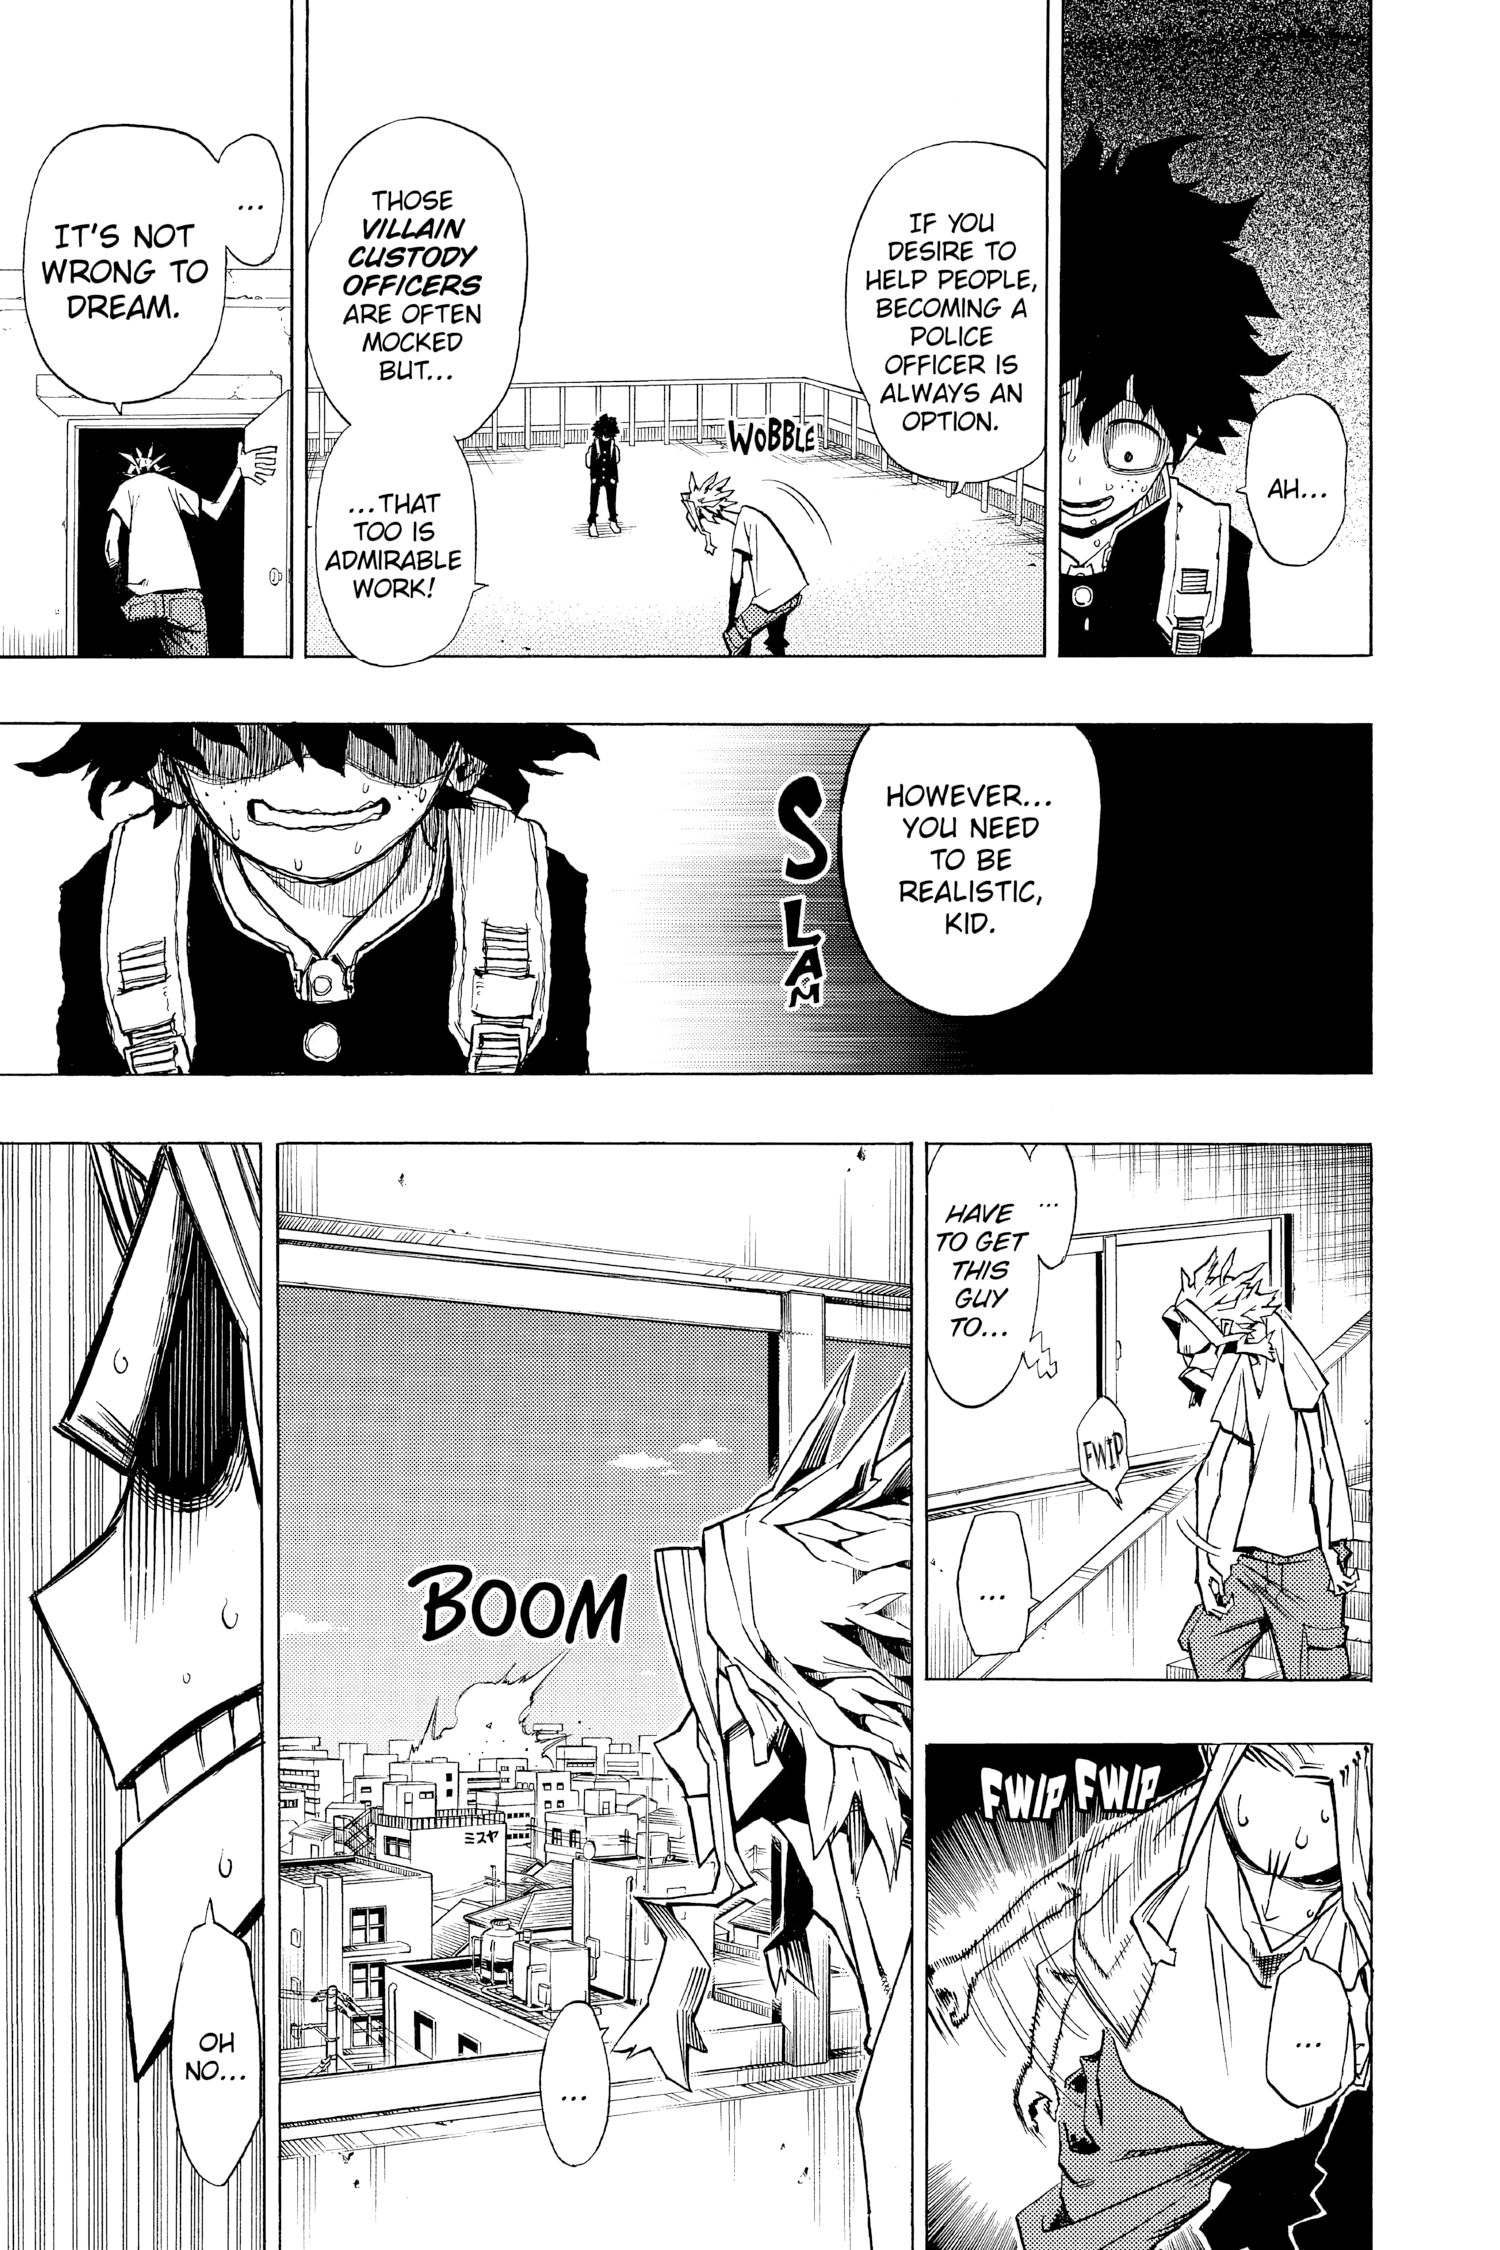 AH...
IF YOU
DESIRE TO
HELP PEOPLE,
BECOMING A
POLICE
OFFICER IS
ALWAYS AN
OPTION.
WOBBLE
THOSE
VILLAIN
CUSTODY
OFFICERS
ARE OFTEN
MOCKED
BUT...
...THAT
TOO IS
ADMIRABLE
WORK!
...
IT'S NOT
WRONG TO
DREAM.
HOWEVER...
YOU NEED
TO BE
REALISTIC,
KID.
SLAM
...
HAVE
TO GET
THIS
GUY
TO...
FWIP
...
FWIP FWIP
...
BOOM
ミスヤ
...
OH
NO...